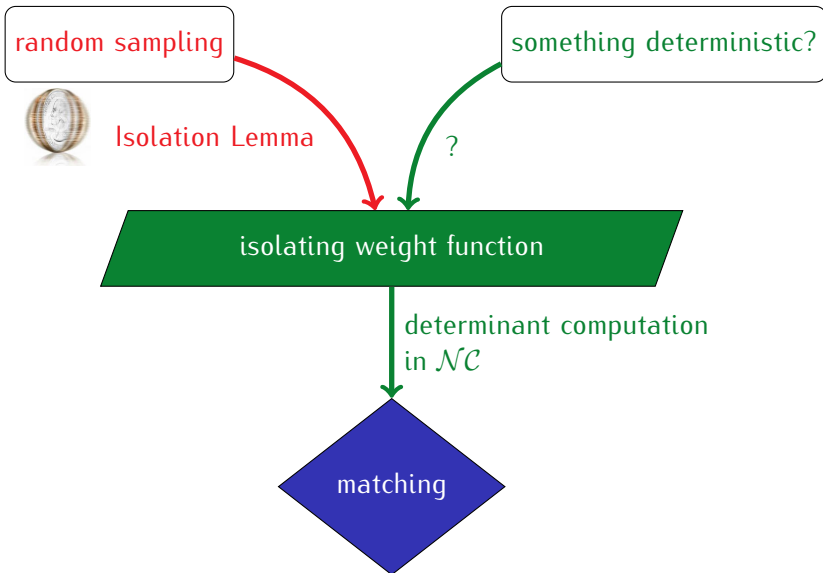 random sampling
something deterministic?
Isolation Lemma
?
isolating weight function
determinant computation
in NC
matching